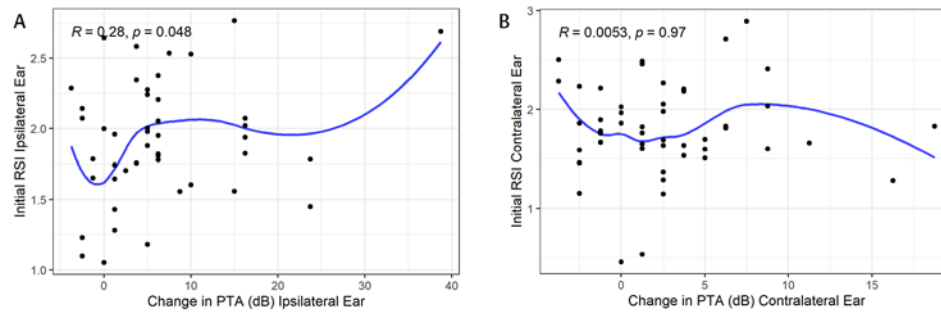 A
R = 0.28, p = 0.048
2.5
2.0
1.5
1.0
Initial RSI Ipsilateral Ear
0 10 20 30 40
Change in PTA (dB) Ipsilateral Ear
B
R = 0.0053, p = 0.97
3
2
1
Initial RSI Contralateral Ear
0 5 10 15
Change in PTA (dB) Contralateral Ear